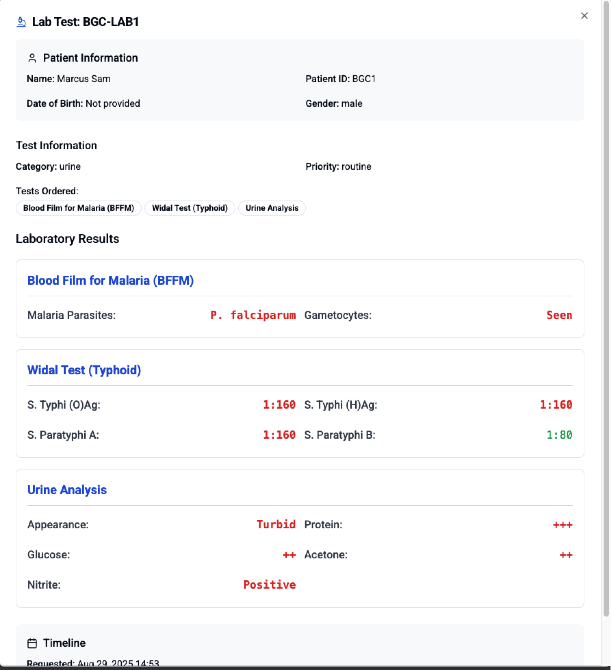 Lab Test: BGC-LAB1
Patient Information
Name: Marcus Sam
Patient ID: BGC1
Date of Birth: Not provided
Gender: male
Test Information
Category: urine
Priority: routine
Tests Ordered:
Blood Film for Malaria (BFFM) Widal Test (Typhoid) Urine Analysis
Laboratory Results
Blood Film for Malaria (BFFM)
Malaria Parasites: P. falciparum Gametocytes: Seen
Widal Test (Typhoid)
S. Typhi (O)Ag: 1:160 S. Typhi (H)Ag: 1:160
S. Paratyphi A: 1:160 S. Paratyphi B: 1:80
Urine Analysis
Appearance: Turbid Protein: +++
Glucose: ++ Acetone: ++
Nitrite: Positive
Timeline
Requested: Aug 29, 2025 14:53